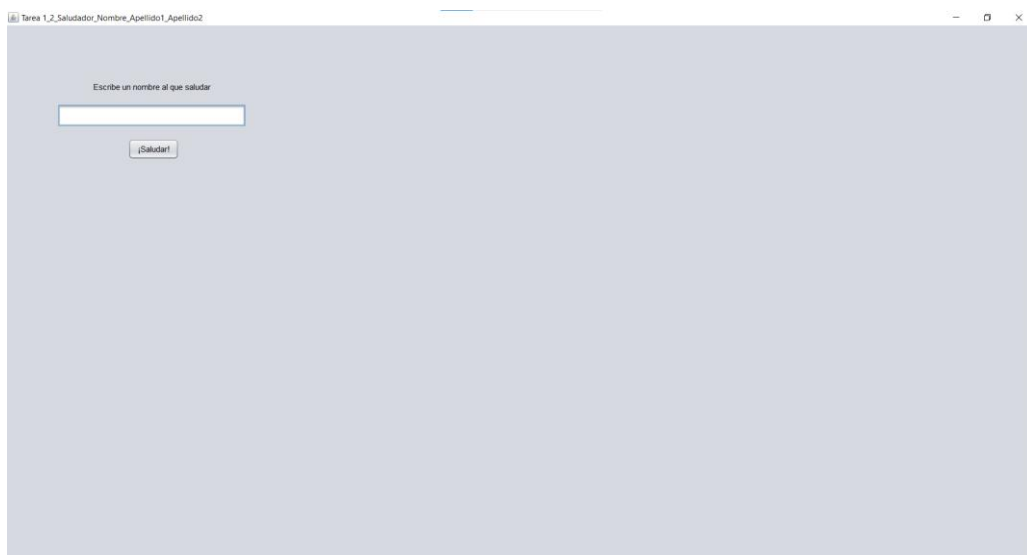 Tarea 1_2_Saludador_Nombre_Apellido1_Apellido2
Escribe un nombre al que saludar
¡Saludar!